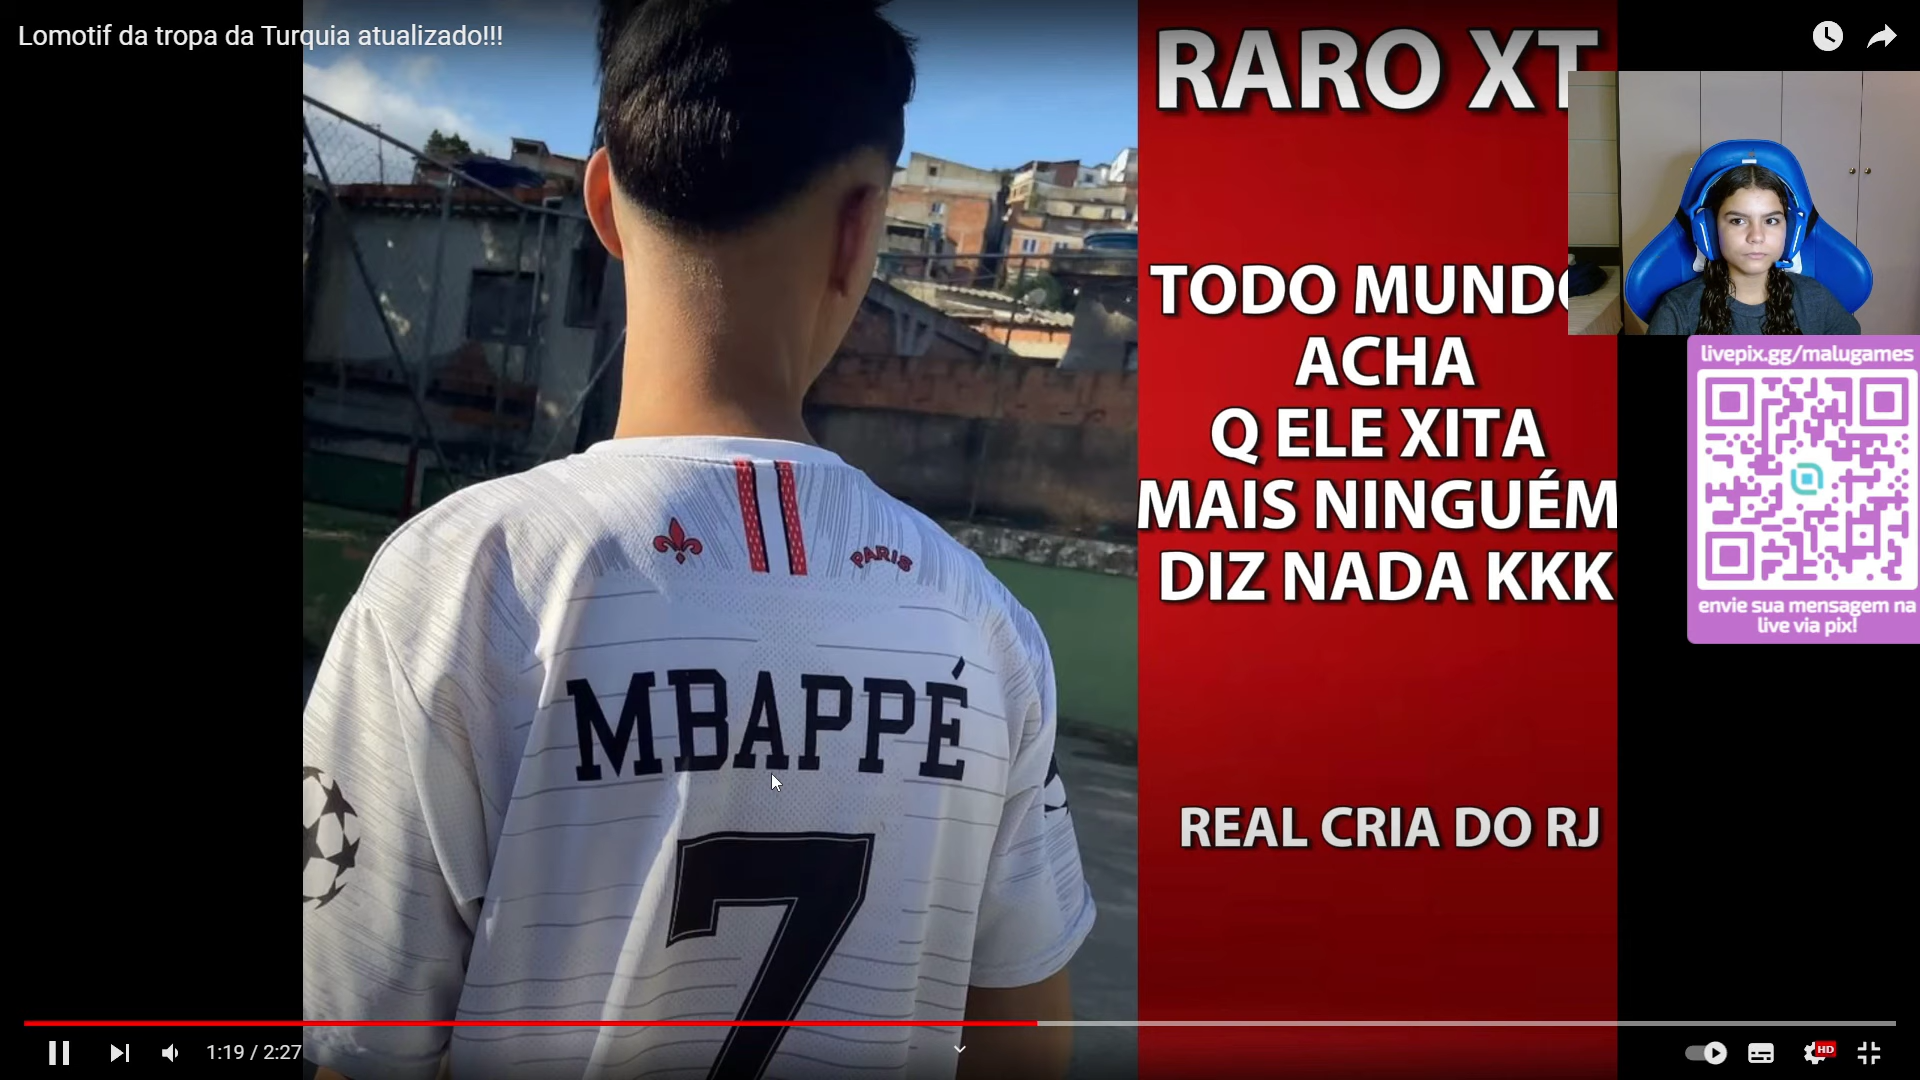 Lomotif da tropa da Turquia atualizado!!!
RARO XT
TODO MUNDO
ACHA
Q ELE XITA
MAIS NINGUÉM
DIZ NADA KKK
REAL CRIA DO RJ
PARIS
MBAPPÉ
7
livepix.gg/malugames
envie sua mensagem na
live via pix!
1:19 / 2:27
HD